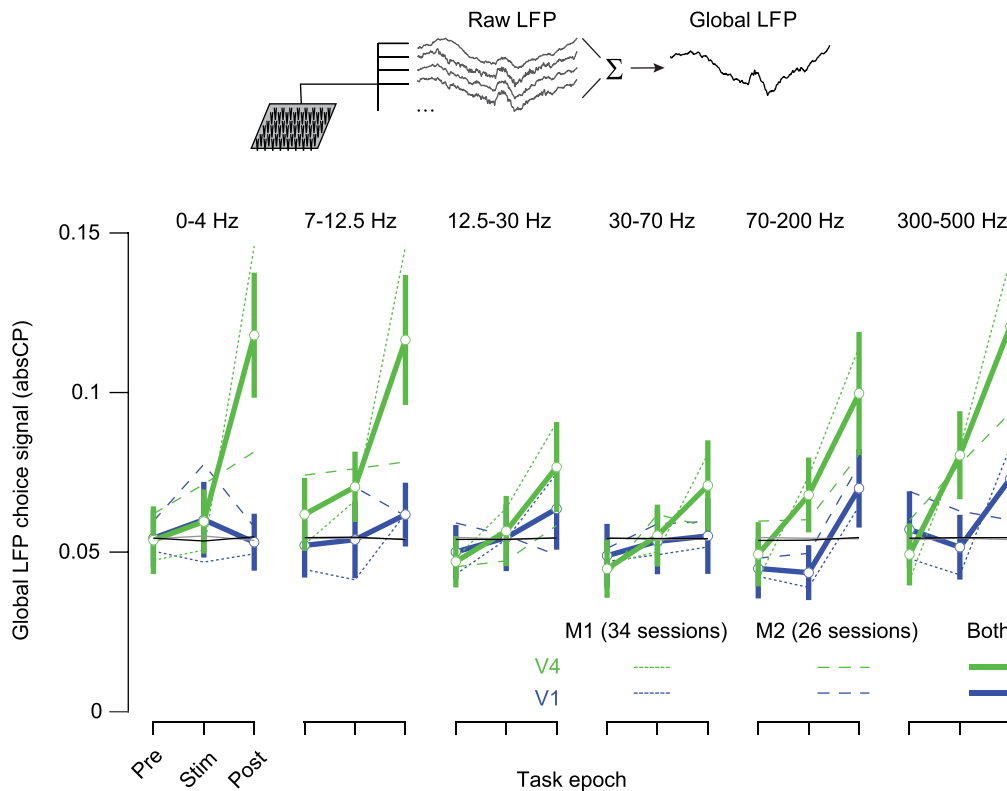 Raw LFP Global LFP
Σ
...
0-4 Hz 7-12.5 Hz 12.5-30 Hz 30-70 Hz 70-200 Hz 300-500 Hz
0.15
0.1
0.05
0
Global LFP choice signal (absCP)
M1 (34 sessions) M2 (26 sessions) Both
V4
V1
Pre Stim Post
Task epoch